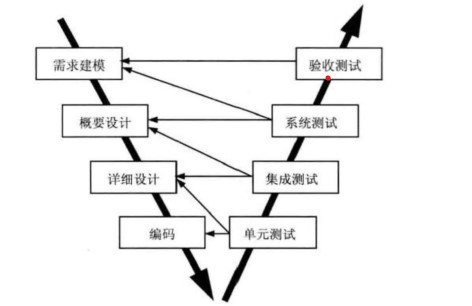 需求建模
验收测试
概要设计
系统测试
详细设计
集成测试
编码
单元测试